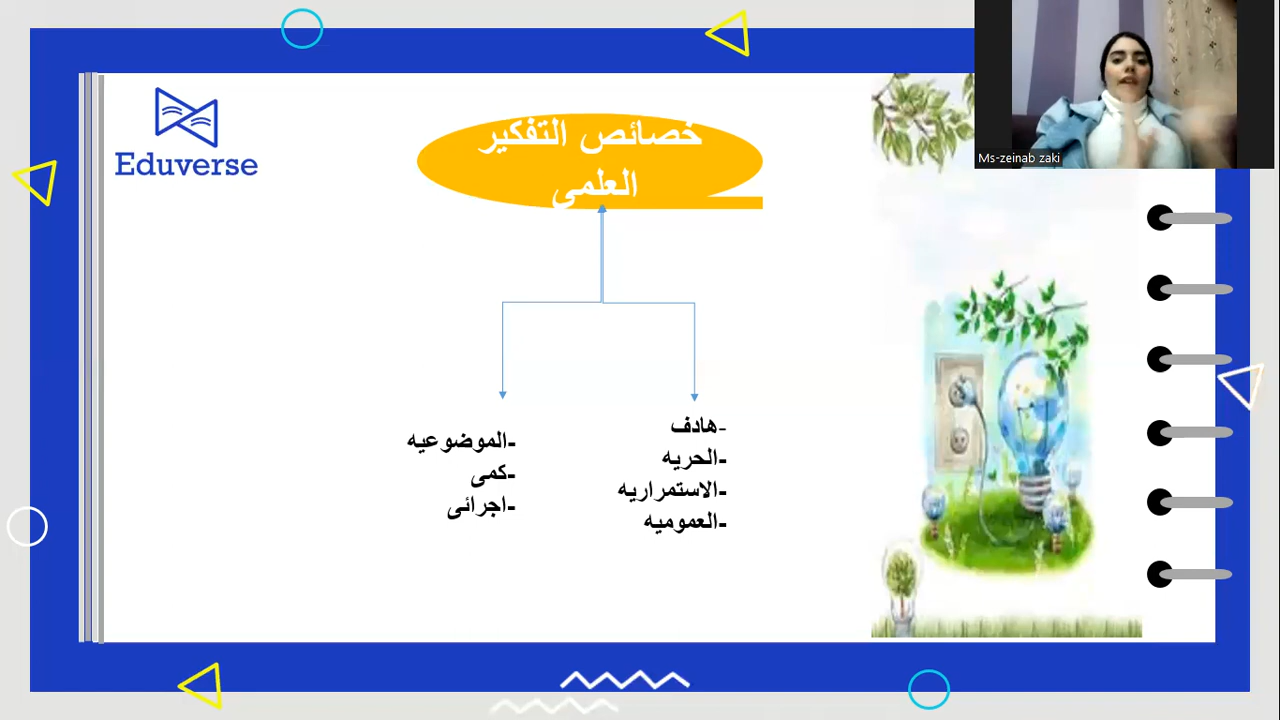 Eduverse
خصائص التفكير
العلمى
-هادف
-الحريه
-الاستمراريه
-العموميه
-الموضوعيه
-كمى
-اجرائى
Ms-zeinab zaki